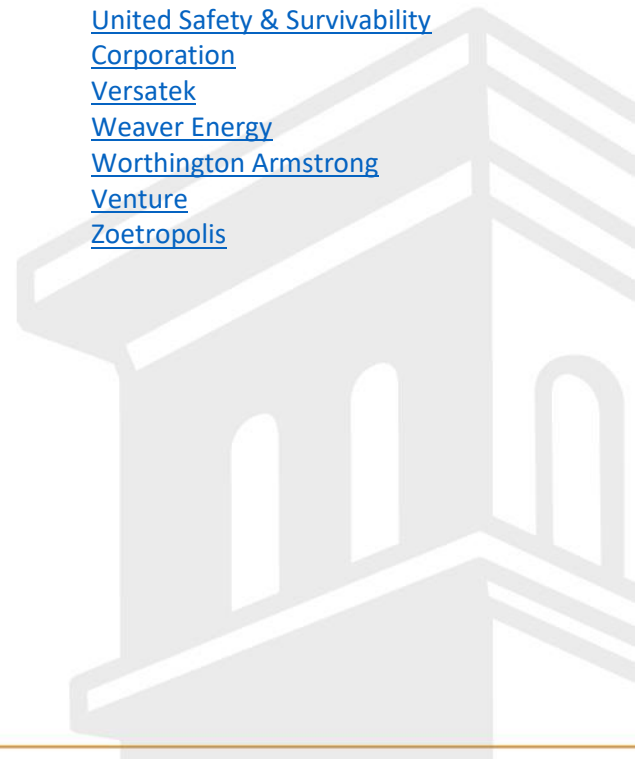 United Safety & Survivability
Corporation
Versatek
Weaver Energy
Worthington Armstrong
Venture
Zoetropolis